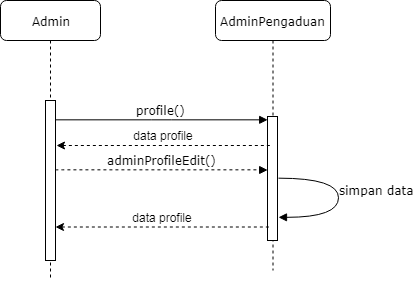 Admin
AdminPengaduan
profile()
data profile
adminProfileEdit()
simpan data
data profile